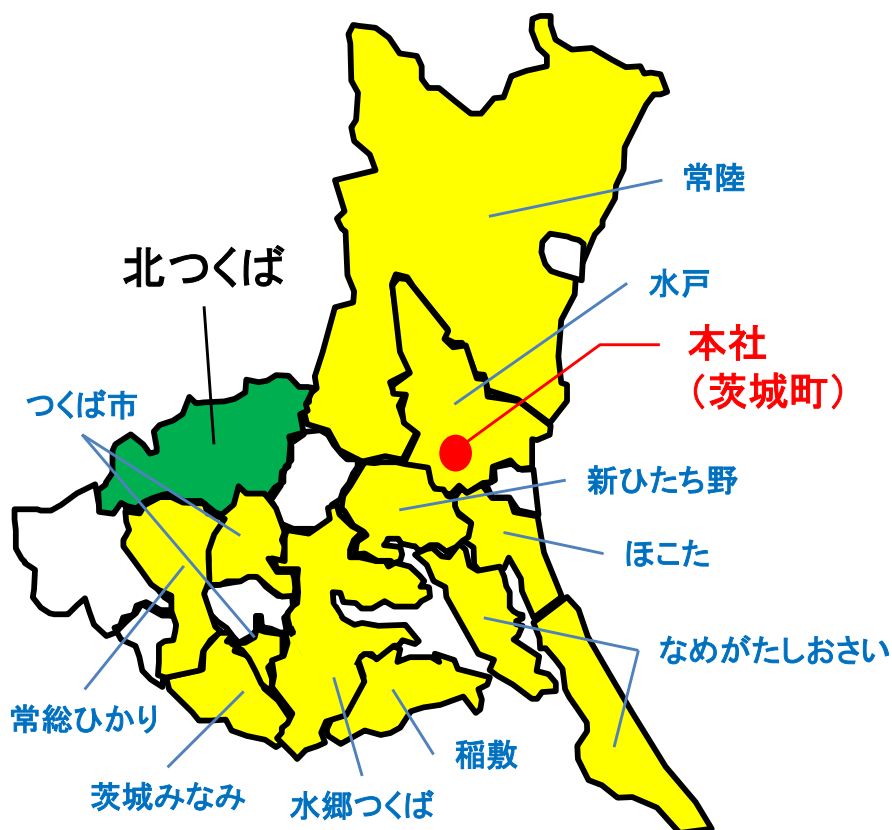 常陸
北つくば
水戸
本社
（茨城町）
つくば市
新ひたち野
ほこた
なめがたしおさい
常総ひかり
稲敷
茨城みなみ
水郷つくば